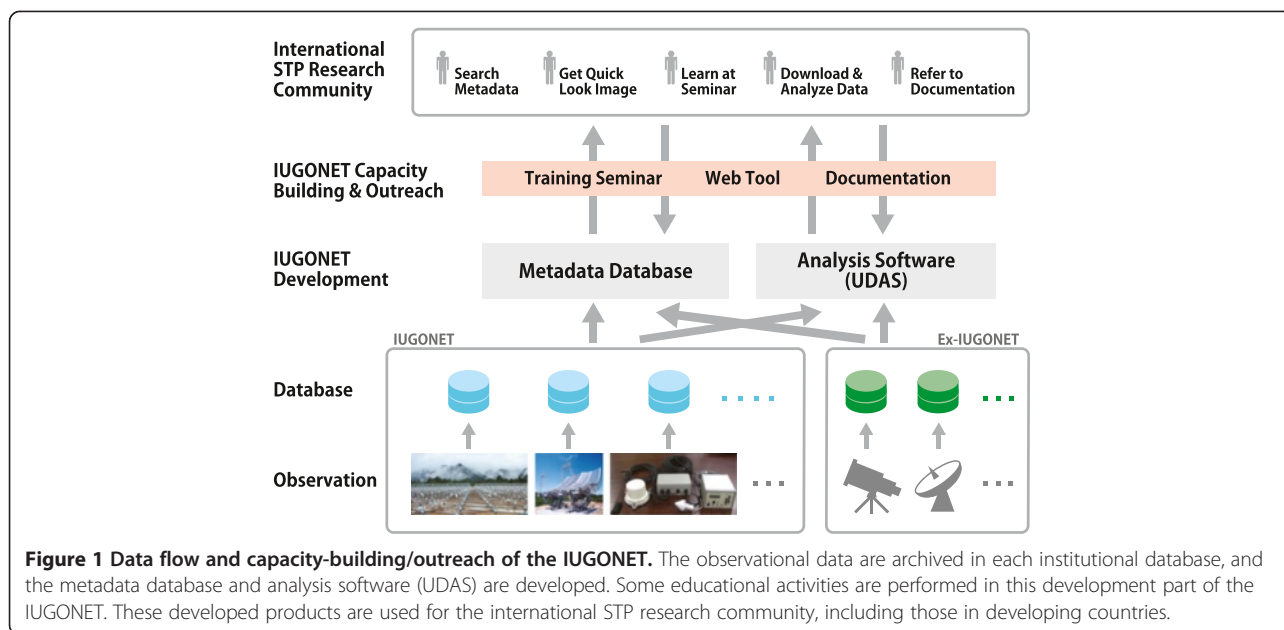 International
STP Research
Community
Search
Metadata
Get Quick
Look Image
Learn at
Seminar
Download &
Analyze Data
Refer to
Documentation
IUGONET Capacity
Building & Outreach
Training Seminar
Web Tool
Documentation
IUGONET
Development
Metadata Database
Analysis Software
(UDAS)
IUGONET
Ex-IUGONET
Database
Observation
Figure 1 Data flow and capacity-building/outreach of the IUGONET. The observational data are archived in each institutional database, and
the metadata database and analysis software (UDAS) are developed. Some educational activities are performed in this development part of the
IUGONET. These developed products are used for the international STP research community, including those in developing countries.